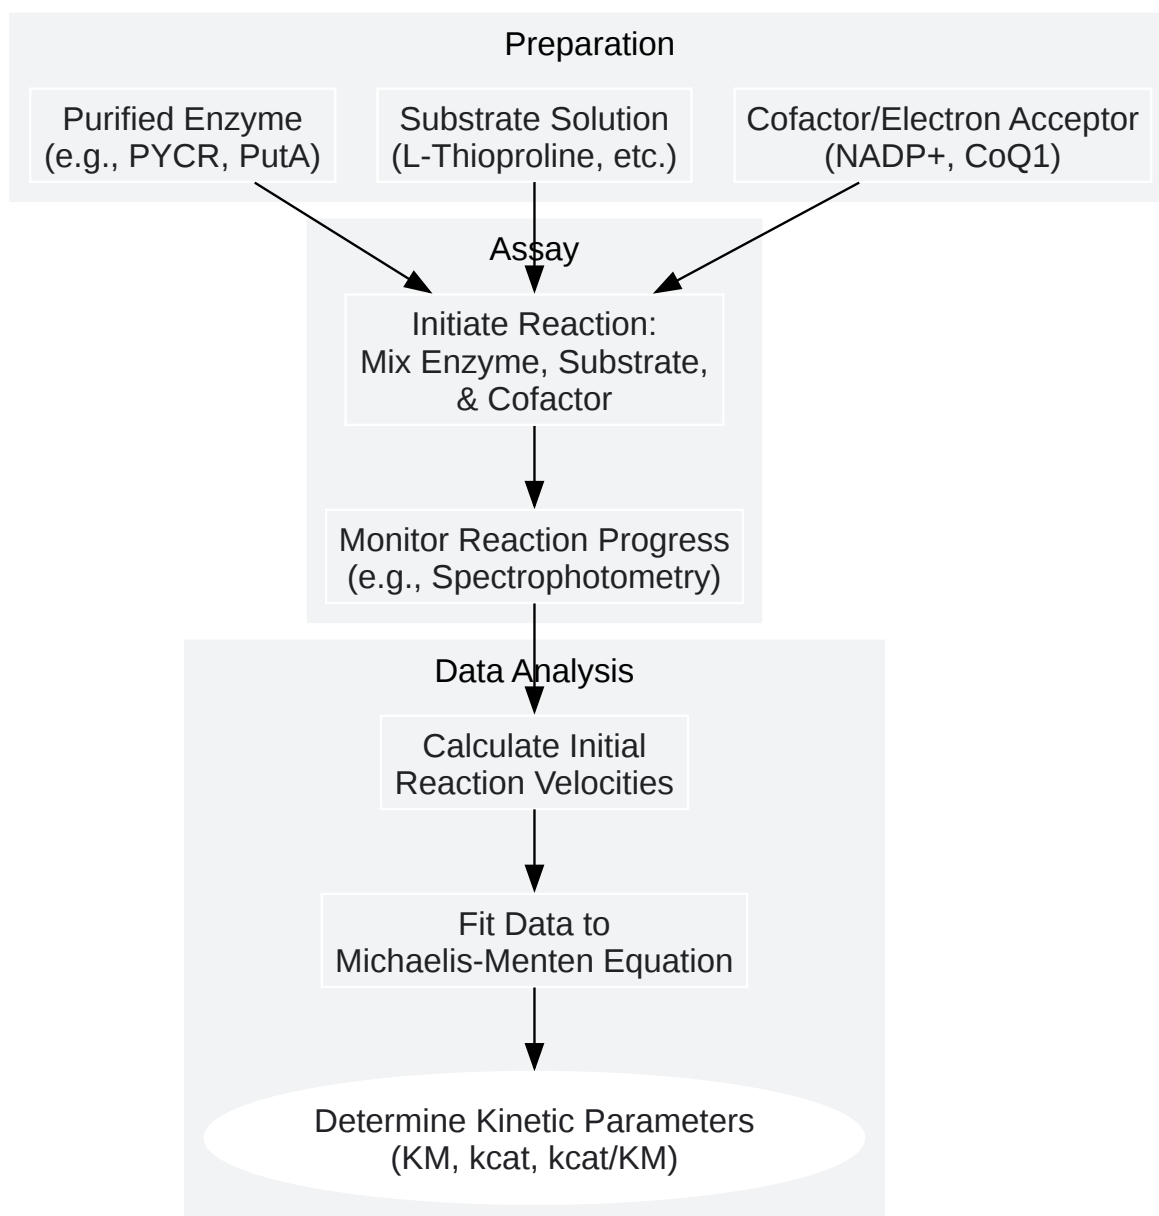 Preparation
Purified Enzyme
(e.g., PYCR, PutA)
Substrate Solution
(L-Thioproline, etc.)
Cofactor/Electron Acceptor
(NADP+, CoQ1)
Assay
Initiate Reaction:
Mix Enzyme, Substrate,
& Cofactor
Monitor Reaction Progress
(e.g., Spectrophotometry)
Data Analysis
Calculate Initial
Reaction Velocities
Fit Data to
Michaelis-Menten Equation
Determine Kinetic Parameters
(KM, kcat, kcat/KM)